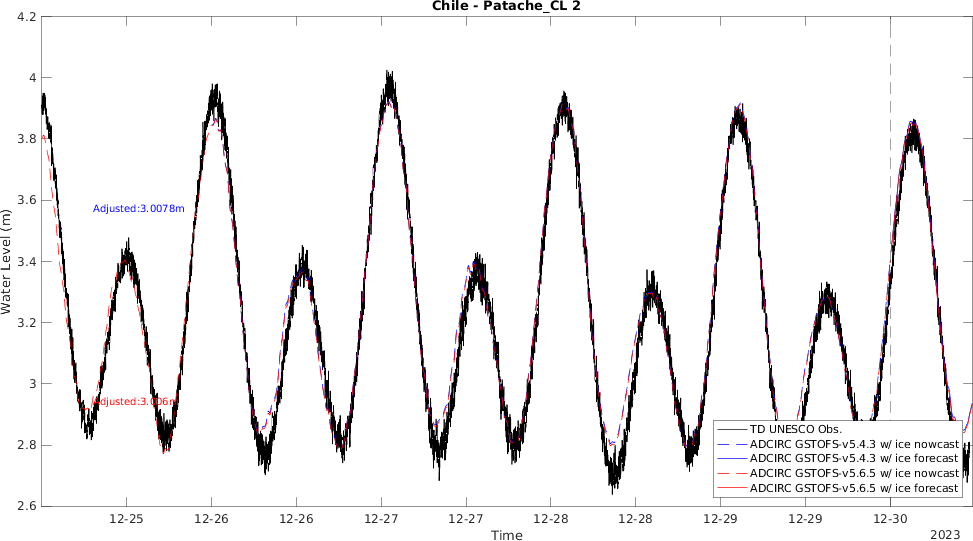 Chile - Patache_CL 2
4.2
4
3.8
3.6
3.4
3.2
3
2.8
2.6
Water Level (m)
Adjusted:3.0078m
Adjusted:3.006m
TD UNESCO Obs.
ADCIRC GSTOFS-v5.4.3 w/ ice nowcast
ADCIRC GSTOFS-v5.4.3 w/ ice forecast
ADCIRC GSTOFS-v5.6.5 w/ ice nowcast
ADCIRC GSTOFS-v5.6.5 w/ ice forecast
12-25
12-26
12-26
12-27
12-27
12-28
12-28
12-29
12-29
12-30
Time
2023